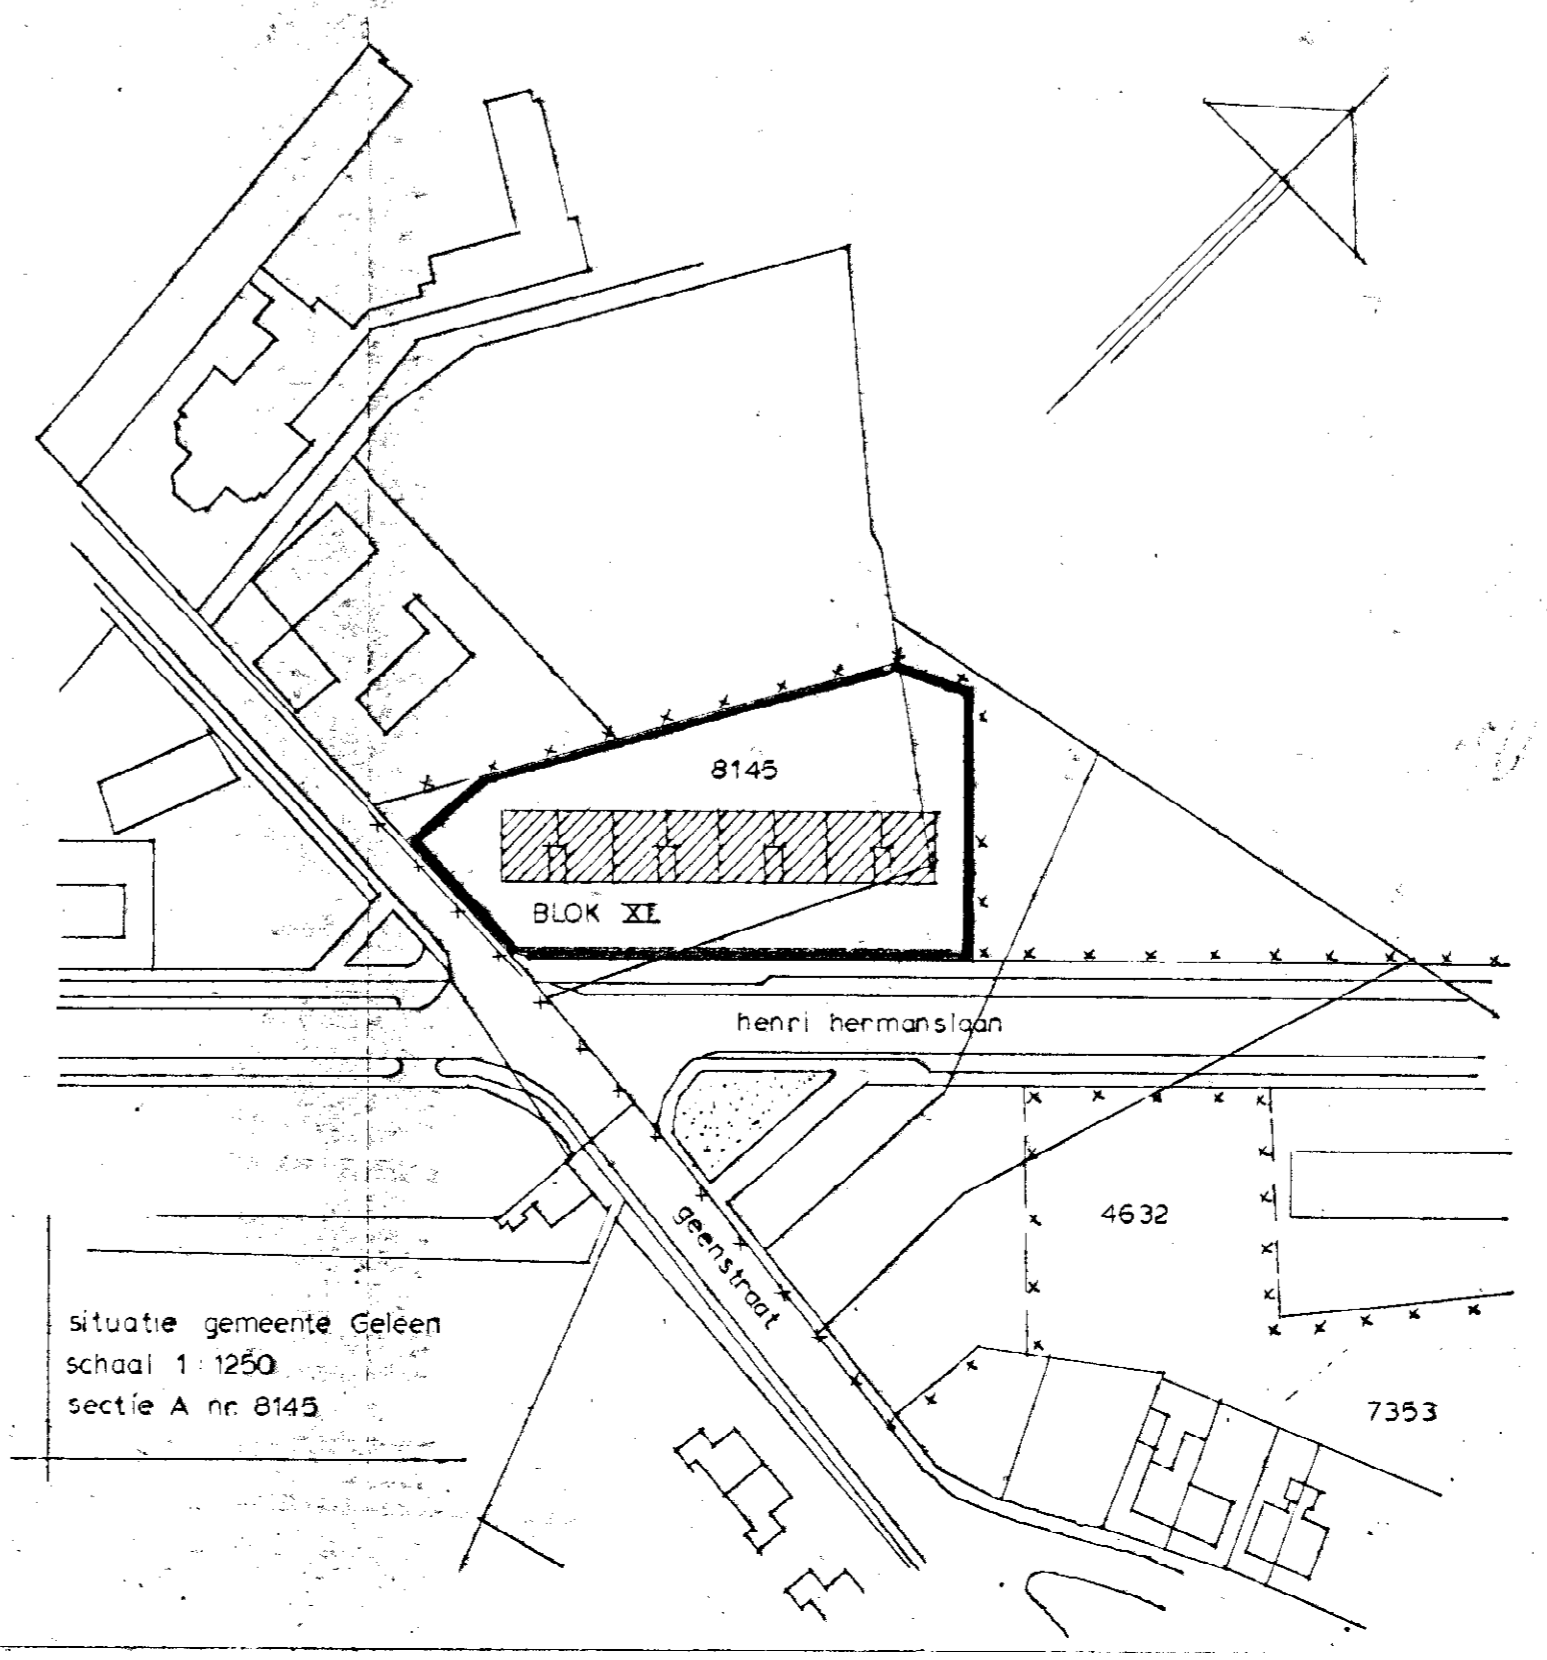 8145
BLOK XI
henri hermanslaan
geenstraat
4632
7353
situatie gemeente Geleen
schaal 1:1250
sectie A nr. 8145